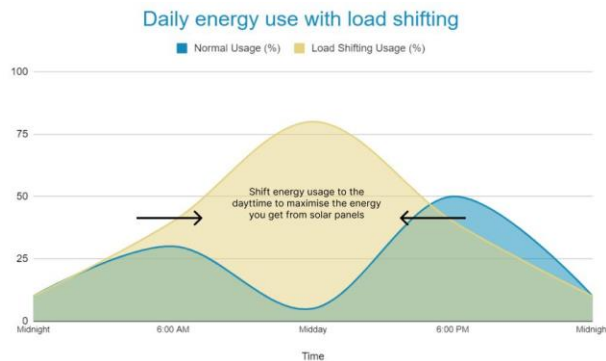 Daily energy use with load shifting
Normal Usage (%) Load Shifting Usage (%)
100
75
50
25
0
Shift energy usage to the
dayttime to maximise the energy
you get from solar panels
Midnight 6:00 AM Midday 6:00 PM Midnight
Time